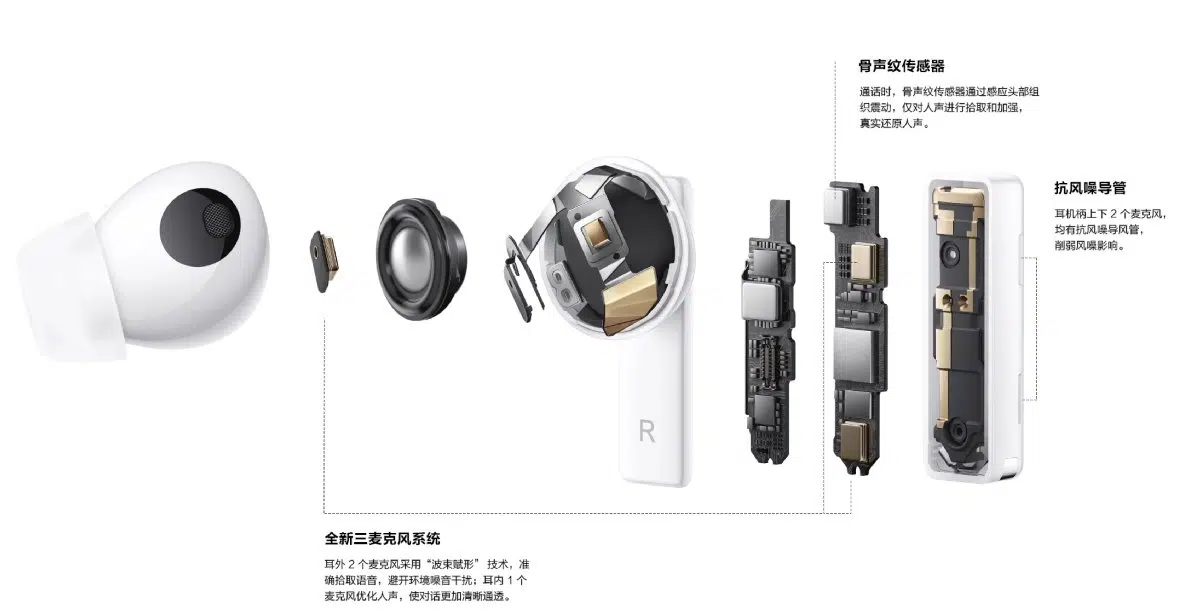 骨声纹传感器
通话时，骨声纹传感器通过感应头部组
织震动，仅对人声进行拾取和加强，
真实还原人声。
抗风噪导管
耳机柄上下 2 个麦克风，
均有抗风噪导风管，
削弱风噪影响。
R
全新三麦克风系统
耳外 2 个麦克风采用“波束赋形” 技术，准
确拾取语音，避开环境噪音干扰；耳内 1 个
麦克风优化人声，使对话更加清晰通透。